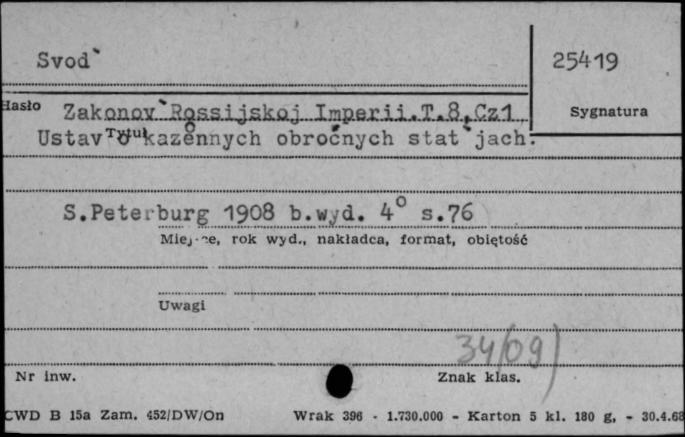 Svod`
25419
Hasło Zakonov`Rossijskoj Imperii.T.8,Cz1
Sygnatura
Ustav o kazënnych obročnych stat`jach.
Tytuł
S.Peterburg 1908 b.wyd. 4° s.76
Miejsce, rok wyd., nakładca, format, obiętość
Uwagi
34(09)
Nr inw.
Znak klas.
CWD B 15a Zam. 452/DW/On Wrak 396 - 1.730.000 - Karton 5 kl. 180 g, - 30.4.68